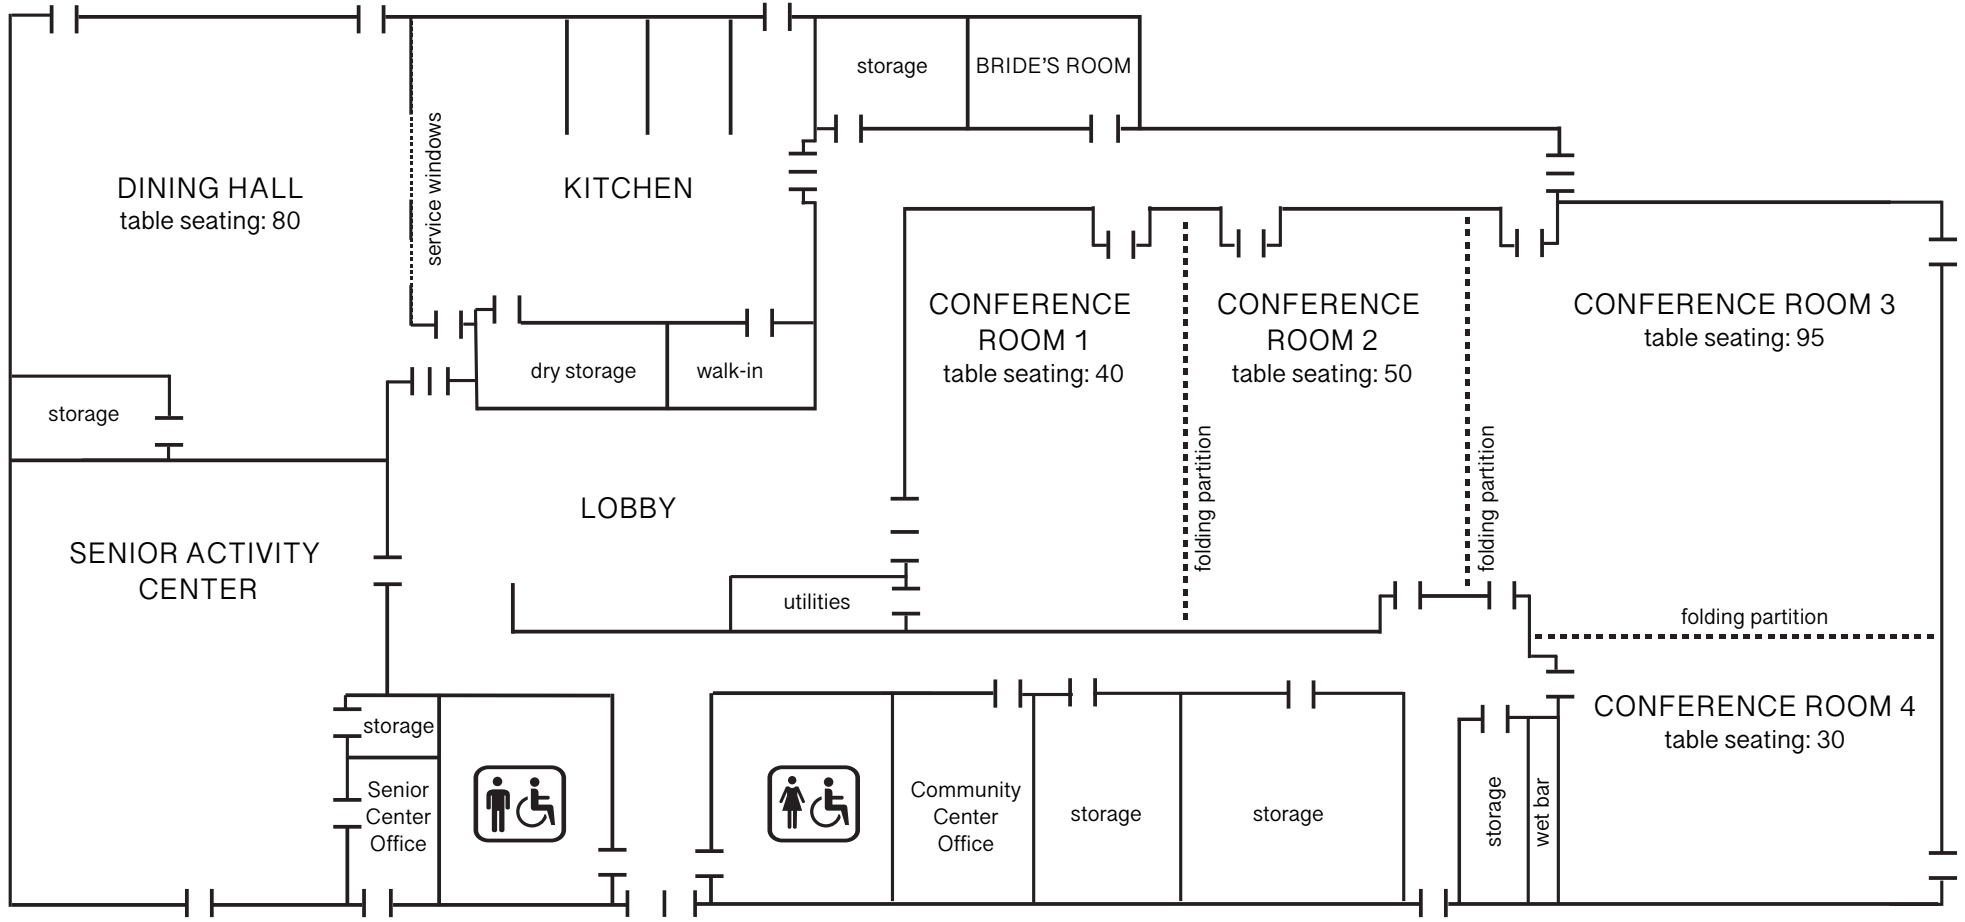 storage
BRIDE'S ROOM
service windows
DINING HALL
table seating: 80
KITCHEN
CONFERENCE
ROOM 1
table seating: 40
CONFERENCE
ROOM 2
table seating: 50
CONFERENCE ROOM 3
table seating: 95
dry storage
walk-in
storage
folding partition
folding partition
LOBBY
SENIOR ACTIVITY
CENTER
utilities
folding partition
CONFERENCE ROOM 4
table seating: 30
storage
Senior
Center
Office
Community
Center
Office
storage
storage
storage
wet bar